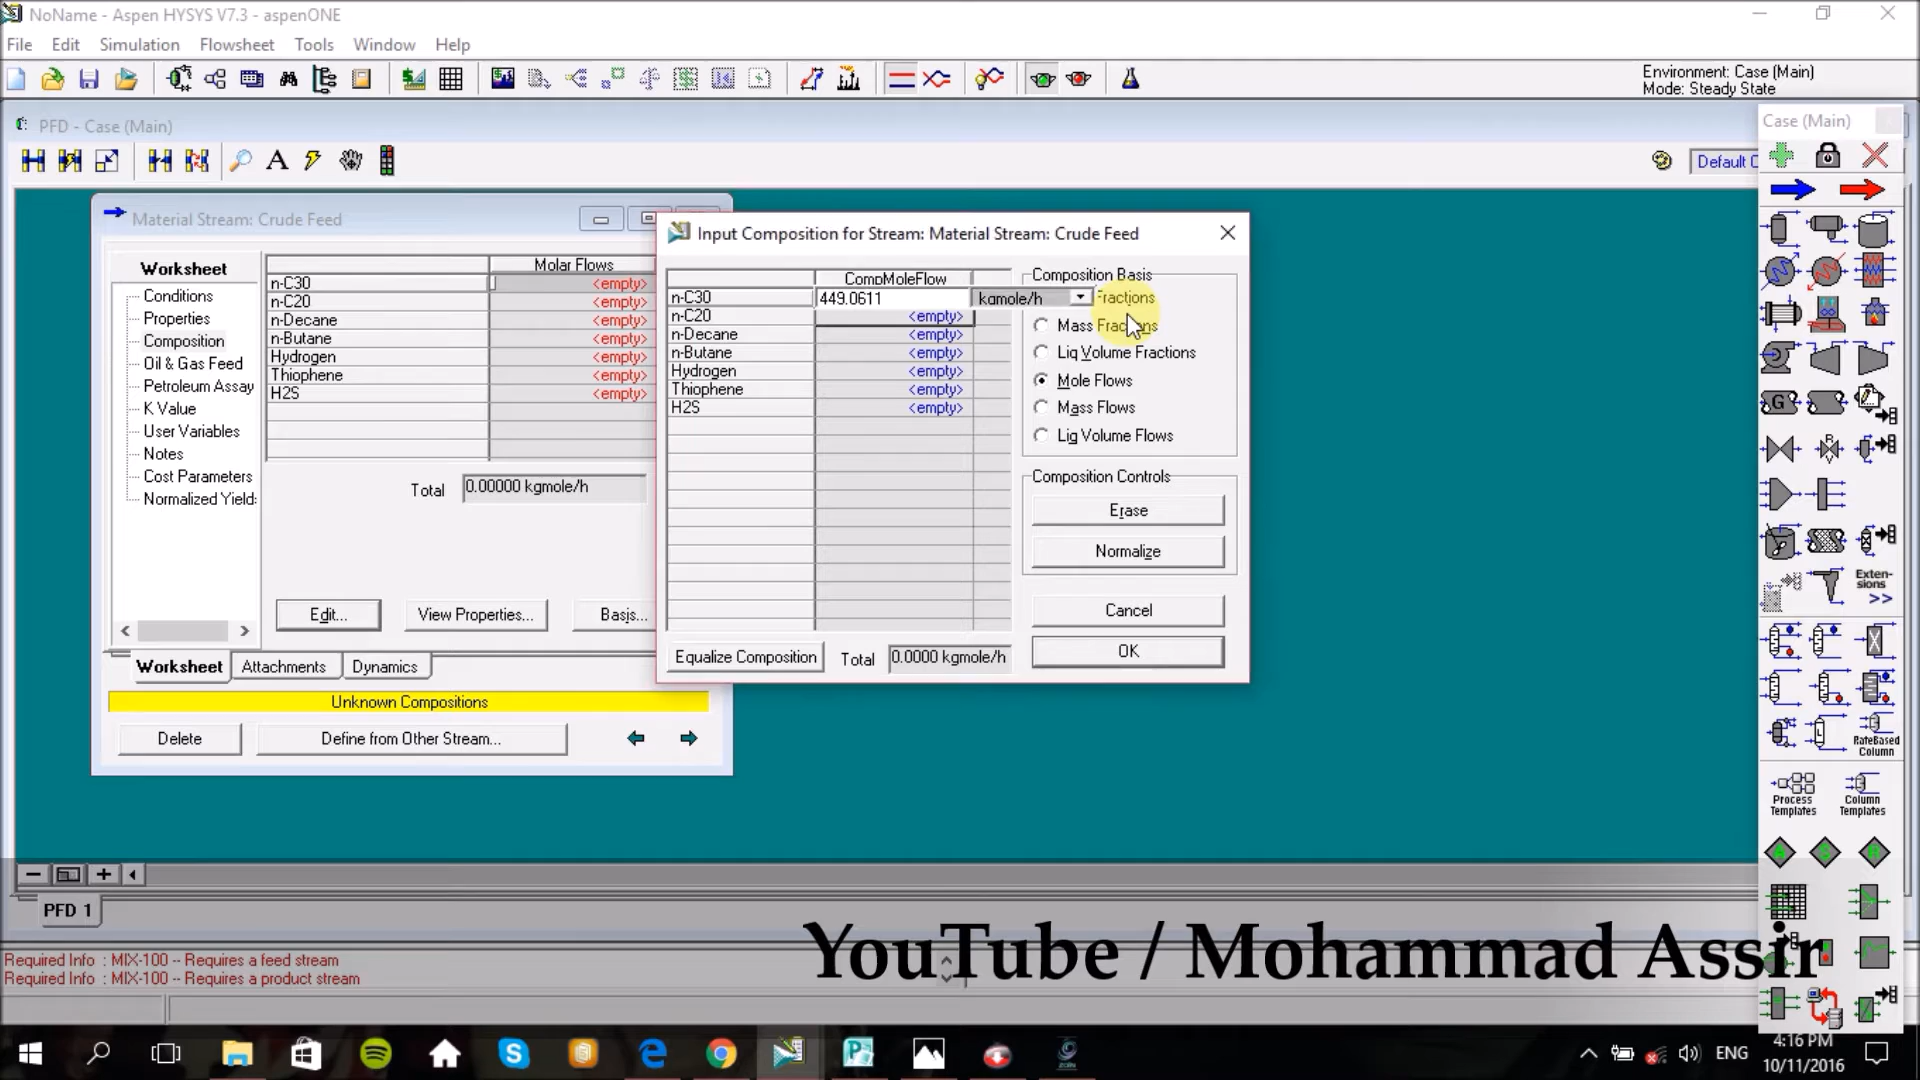 NoName - Aspen HYSYS V7.3 - aspenONE
File Edit Simulation Flowsheet Tools Window Help
Environment: Case (Main)
Mode: Steady State
PFD - Case (Main)
Case (Main)
Default C
Material Stream: Crude Feed
Worksheet
Conditions
Properties
Composition
Oil & Gas Feed
Petroleum Assay
K Value
User Variables
Notes
Cost Parameters
Normalized Yields
Molar Flows
n-C30 <empty>
n-C20 <empty>
n-Decane <empty>
n-Butane <empty>
Hydrogen <empty>
Thiophene <empty>
H2S <empty>
Total 0.00000 kgmole/h
Edit... View Properties... Basis...
Worksheet Attachments Dynamics
Unknown Compositions
Delete Define from Other Stream...
Input Composition for Stream: Material Stream: Crude Feed
CompMoleFlow
n-C30 449.0611 kgmole/h
n-C20 <empty>
n-Decane <empty>
n-Butane <empty>
Hydrogen <empty>
Thiophene <empty>
H2S <empty>
Equalize Composition Total 0.0000 kgmole/h
Composition Basis
Fractions
Mass Fractions
Liq Volume Fractions
Mole Flows
Mass Flows
Liq Volume Flows
Composition Controls
Erase
Normalize
Cancel
OK
Exten-
sions
>>
RateBased
Column
Process
Templates
Column
Templates
PFD 1
Required Info : MIX-100 -- Requires a feed stream
Required Info : MIX-100 -- Requires a product stream
YouTube / Mohammad Assir
ENG
4:16 PM
10/11/2016